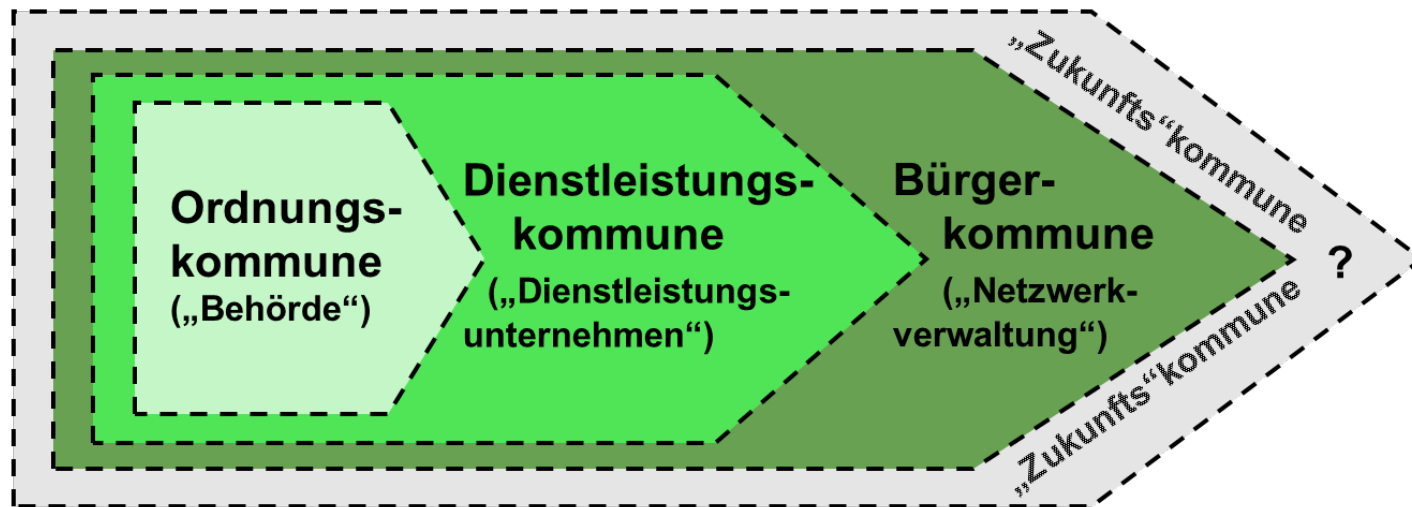 Ordnungs-
kommune
(„Behörde“)
Dienstleistungs-
kommune
(„Dienstleistungs-
unternehmen“)
Bürger-
kommune
(„Netzwerk-
verwaltung“)
„Zukunfts“kommune
?
„Zukunfts“kommune